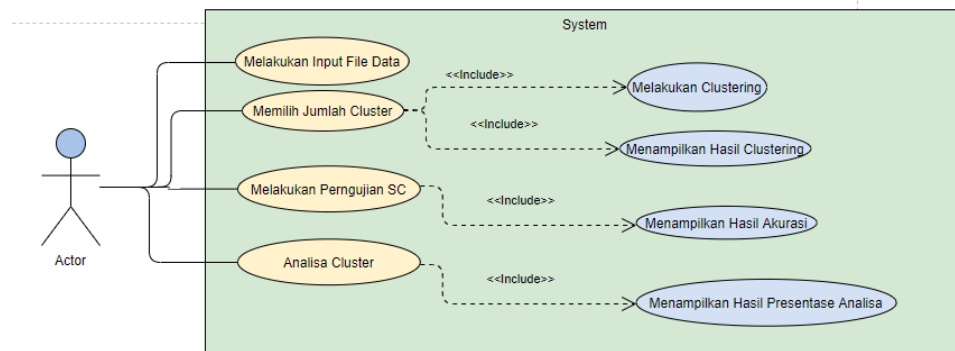 System
Melakukan Input File Data
<<Include>>
Melakukan Clustering
Memilih Jumlah Cluster
<<Include>>
Menampilkan Hasil Clustering
Melakukan Perngujian SC
<<Include>>
Menampilkan Hasil Akurasi
Actor
Analisa Cluster
<<Include>>
Menampilkan Hasil Presentase Analisa